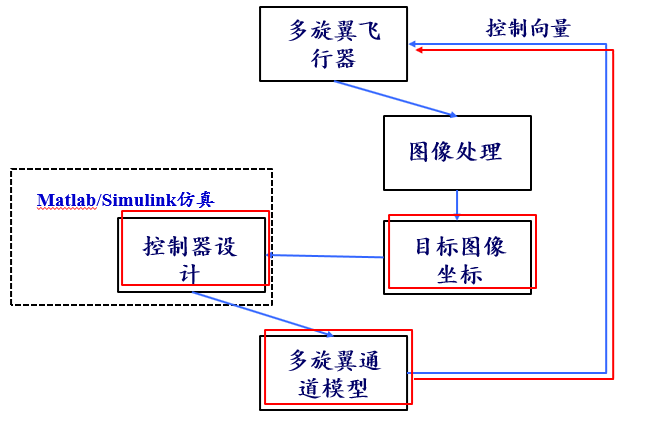 控制向量
多旋翼飞
行器
图像处理
Matlab/Simulink仿真
控制器设
计
目标图像
坐标
多旋翼通
道模型